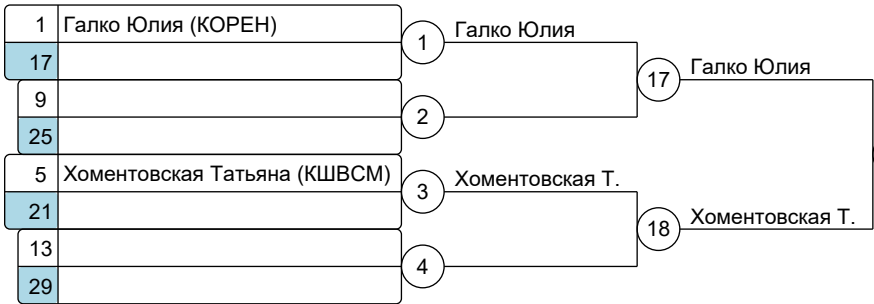 1 Галко Юлия (КОРЕН)
17
1 Галко Юлия
9
25
2
17 Галко Юлия
5 Хоментовская Татьяна (КШВСМ)
21
3 Хоментовская Т.
13
29
4
18 Хоментовская Т.